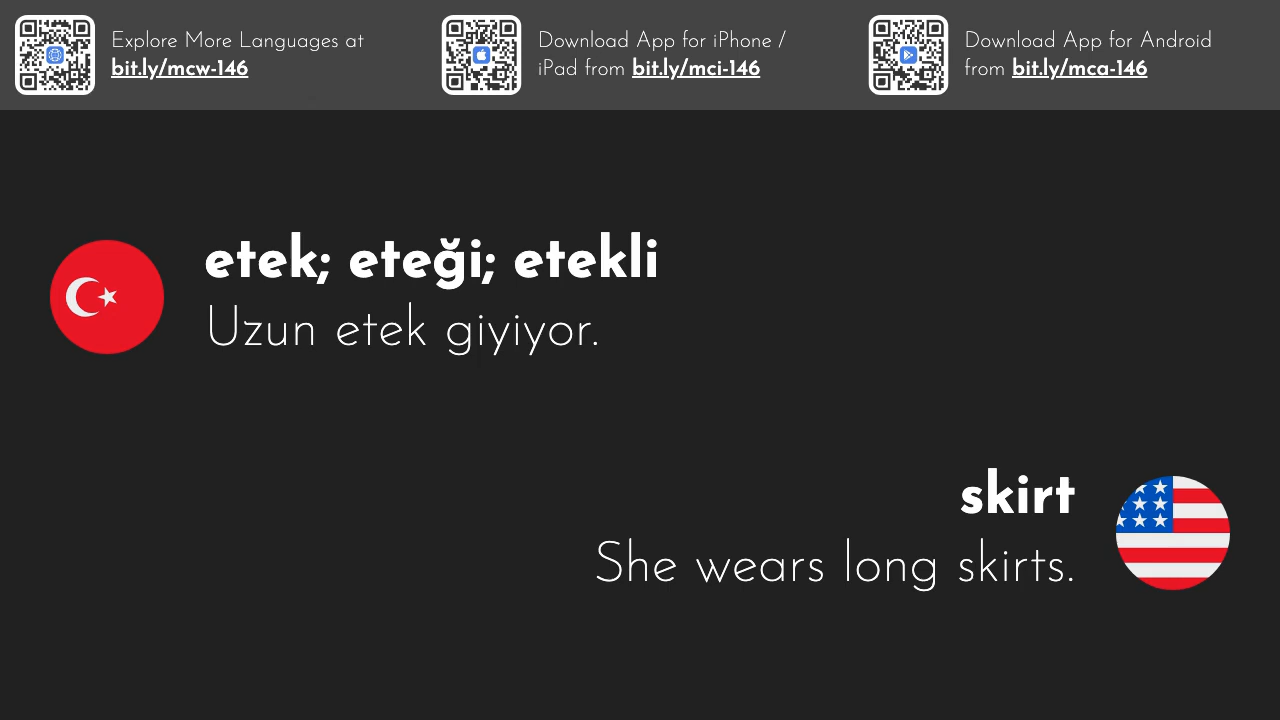 Explore More Languages at
bit.ly/mcw-146
Download App for iPhone /
iPad from bit.ly/mci-146
Download App for Android
from bit.ly/mca-146
etek; eteği; etekli
Uzun etek giyiyor.
skirt
She wears long skirts.